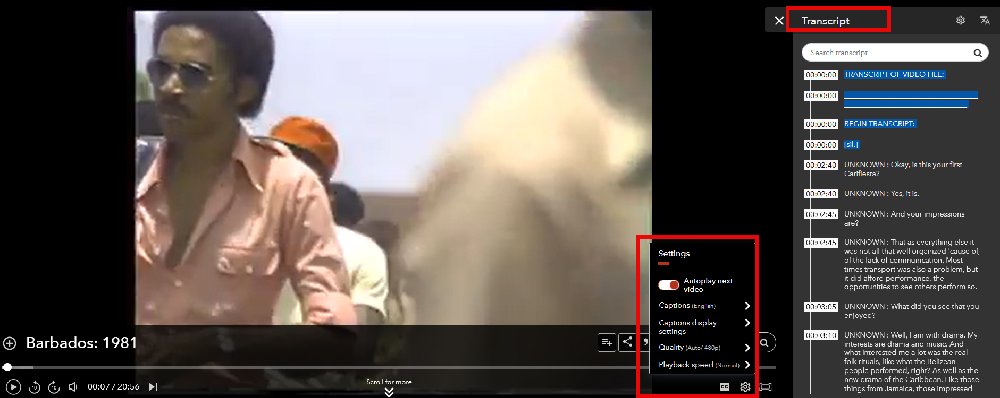 Transcript
Search transcript
00:00:00 TRANSCRIPT OF VIDEO FILE:
00:00:00
00:00:00 BEGIN TRANSCRIPT:
00:00:00 [sil.]
00:02:40 UNKNOWN : Okay, is this your first
Carifiesta?
00:02:40 UNKNOWN : Yes, it is.
00:02:45 UNKNOWN : And your impressions
are?
00:02:45 UNKNOWN : That as everything else it
was not all that well organized 'cause of,
of the lack of communication. Most
times transport was also a problem, but
it did afford performance, the
opportunities to see others perform so.
00:03:05 UNKNOWN : What did you see that you
enjoyed?
00:03:10 UNKNOWN : Well, I am with drama. My
interests are drama and music. And
what interested me a lot was the real
folk rituals, like what the Belizean
people performed, right? As well as the
new drama of the Caribbean. Like those
things from Jamaica, those impressed
Settings
Autoplay next
video
Captions (English)
Captions display
settings
Quality (Auto/ 480p)
Playback speed (Normal)
Barbados: 1981
10
10
00:07 / 20:56
Scroll for more
CC